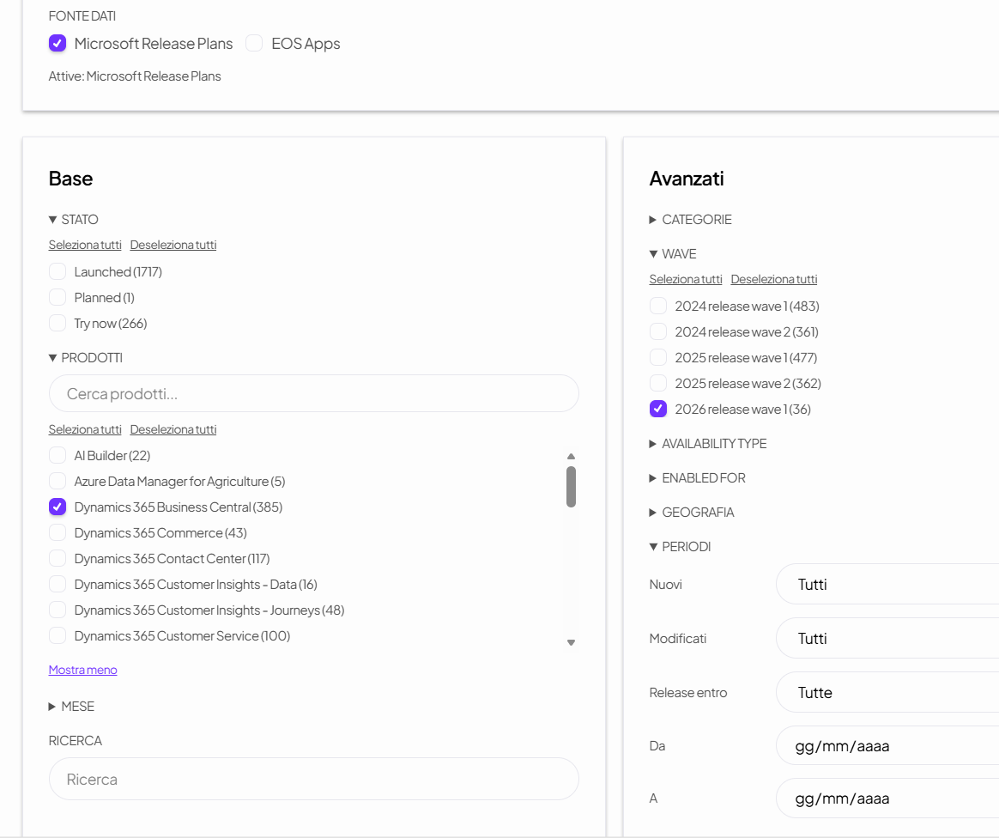 FONTE DATI
Microsoft Release Plans EOS Apps
Attive: Microsoft Release Plans
Base
STATO
Seleziona tutti Deseleziona tutti
Launched (1717)
Planned (1)
Try now (266)
PRODOTTI
Cerca prodotti...
Seleziona tutti Deseleziona tutti
AI Builder (22)
Azure Data Manager for Agriculture (5)
Dynamics 365 Business Central (385)
Dynamics 365 Commerce (43)
Dynamics 365 Contact Center (117)
Dynamics 365 Customer Insights - Data (16)
Dynamics 365 Customer Insights - Journeys (48)
Dynamics 365 Customer Service (100)
Mostra meno
MESE
RICERCA
Ricerca
Avanzati
CATEGORIE
WAVE
Seleziona tutti Deseleziona tutti
2024 release wave 1 (483)
2024 release wave 2 (361)
2025 release wave 1 (477)
2025 release wave 2 (362)
2026 release wave 1 (36)
AVAILABILITY TYPE
ENABLED FOR
GEOGRAFIA
PERIODI
Nuovi Tutti
Modificati Tutti
Release entro Tutte
Da gg/mm/aaaa
A gg/mm/aaaa